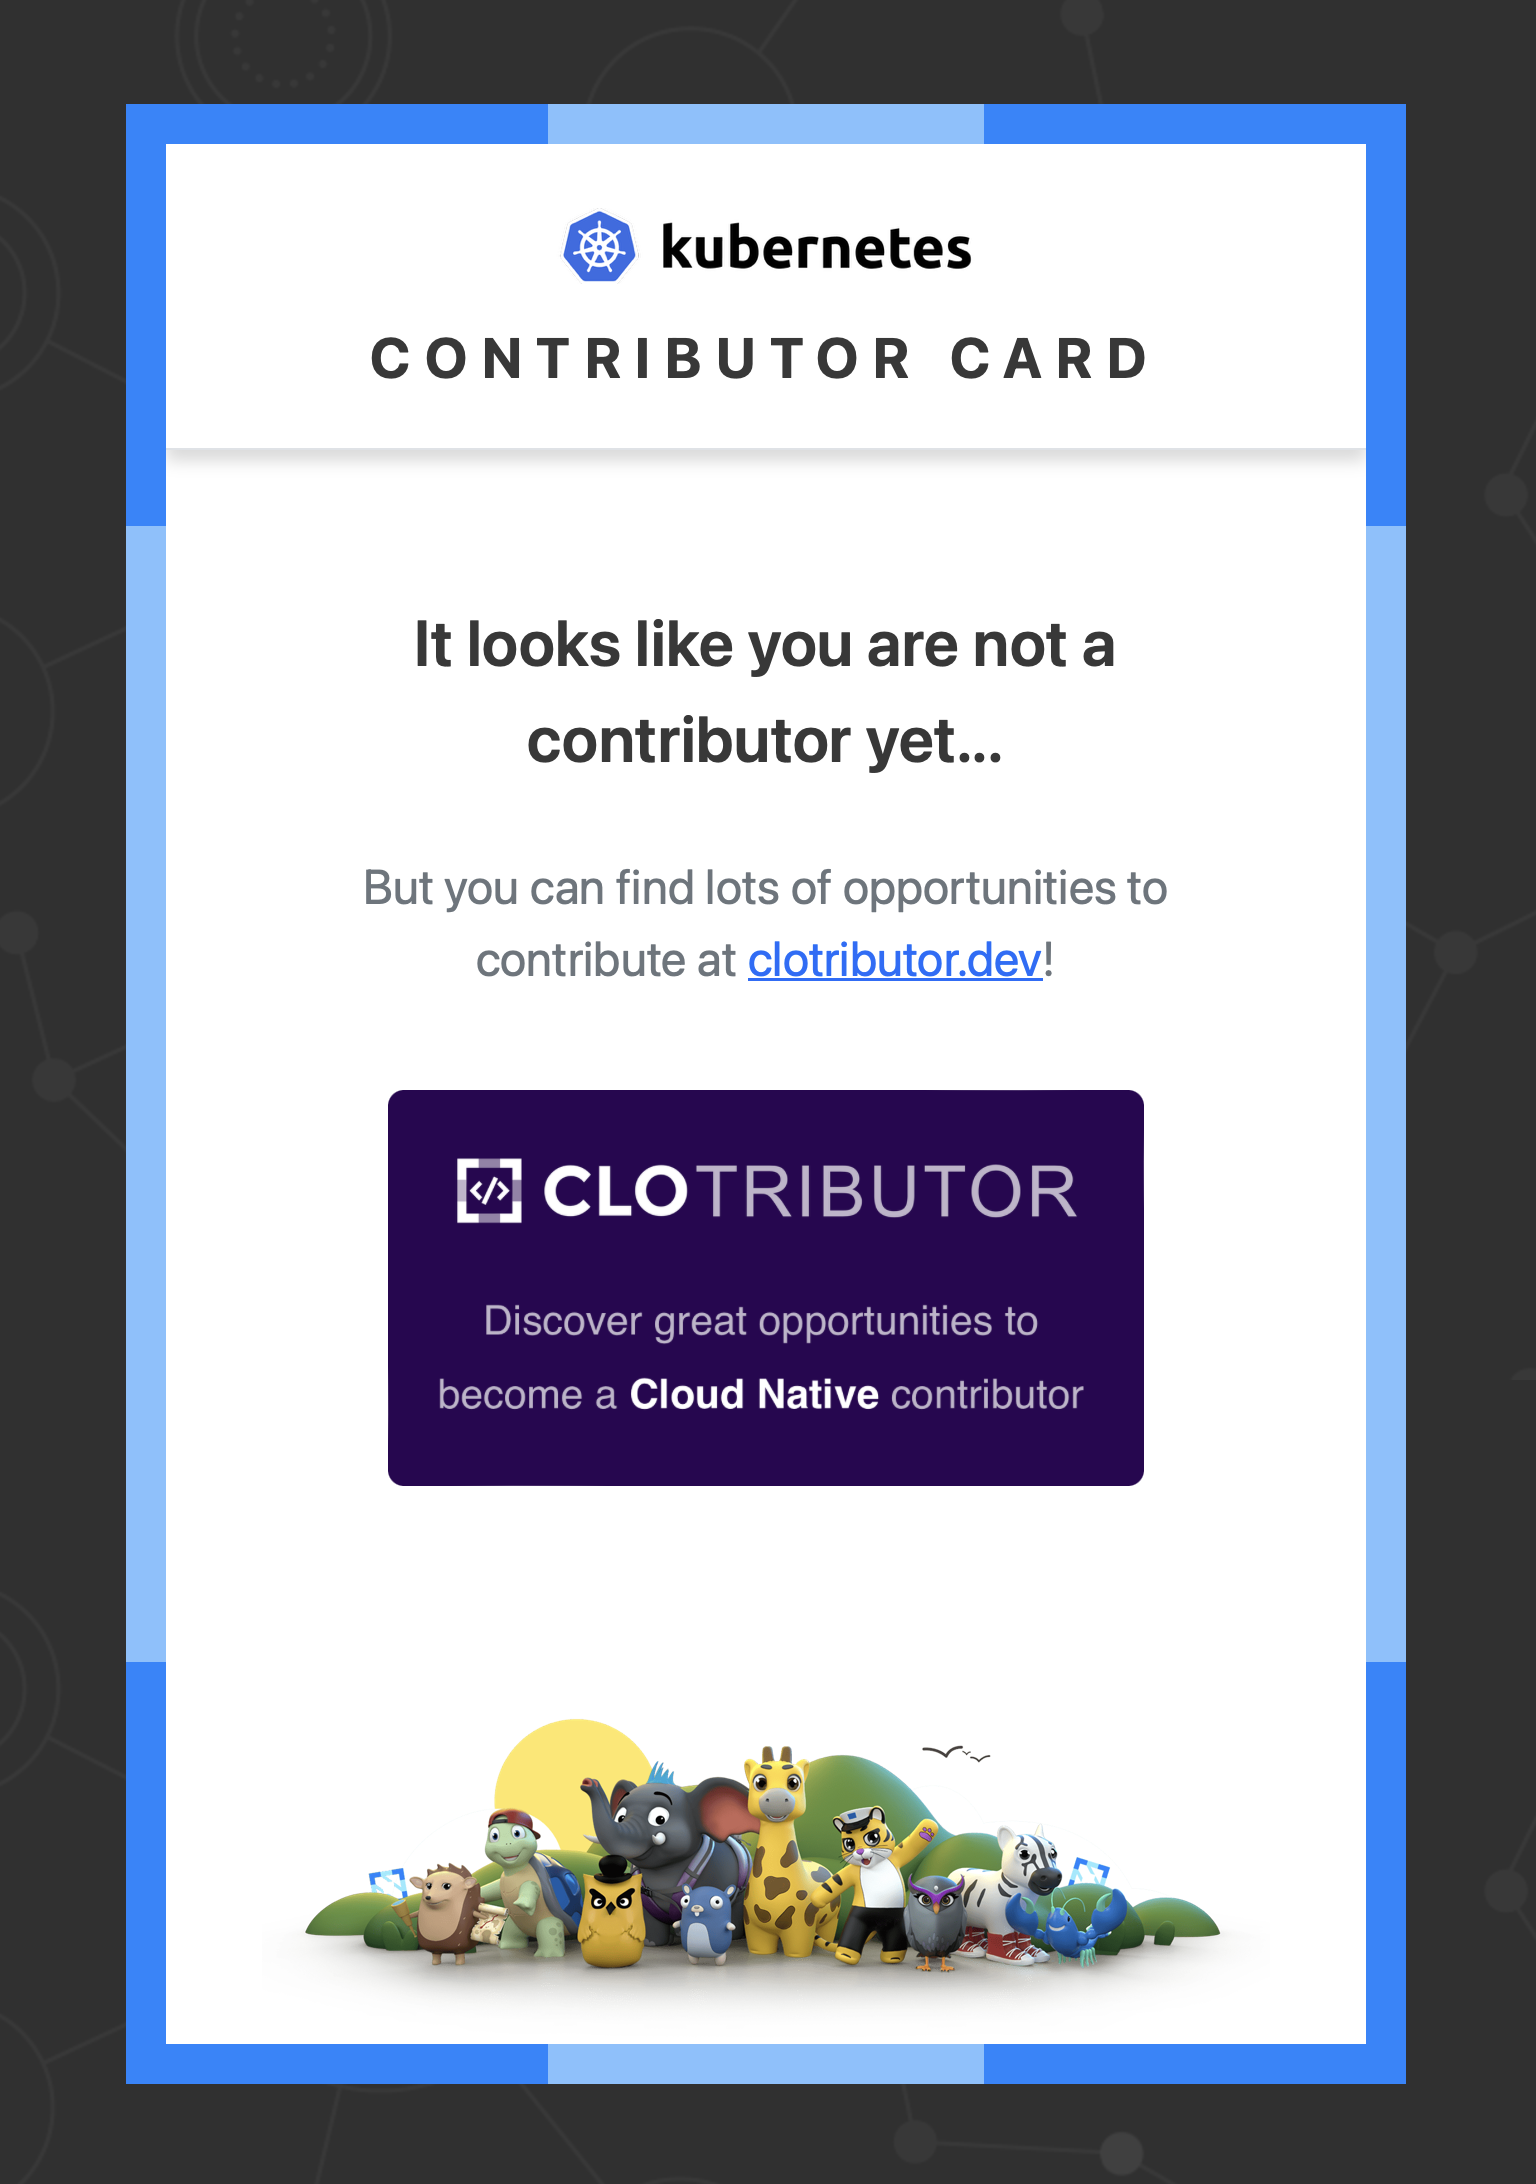 kubernetes
CONTRIBUTOR CARD
It looks like you are not a
contributor yet...
But you can find lots of opportunities to
contribute at clotributor.dev!
</> CLOTRIBUTOR
Discover great opportunities to
become a Cloud Native contributor